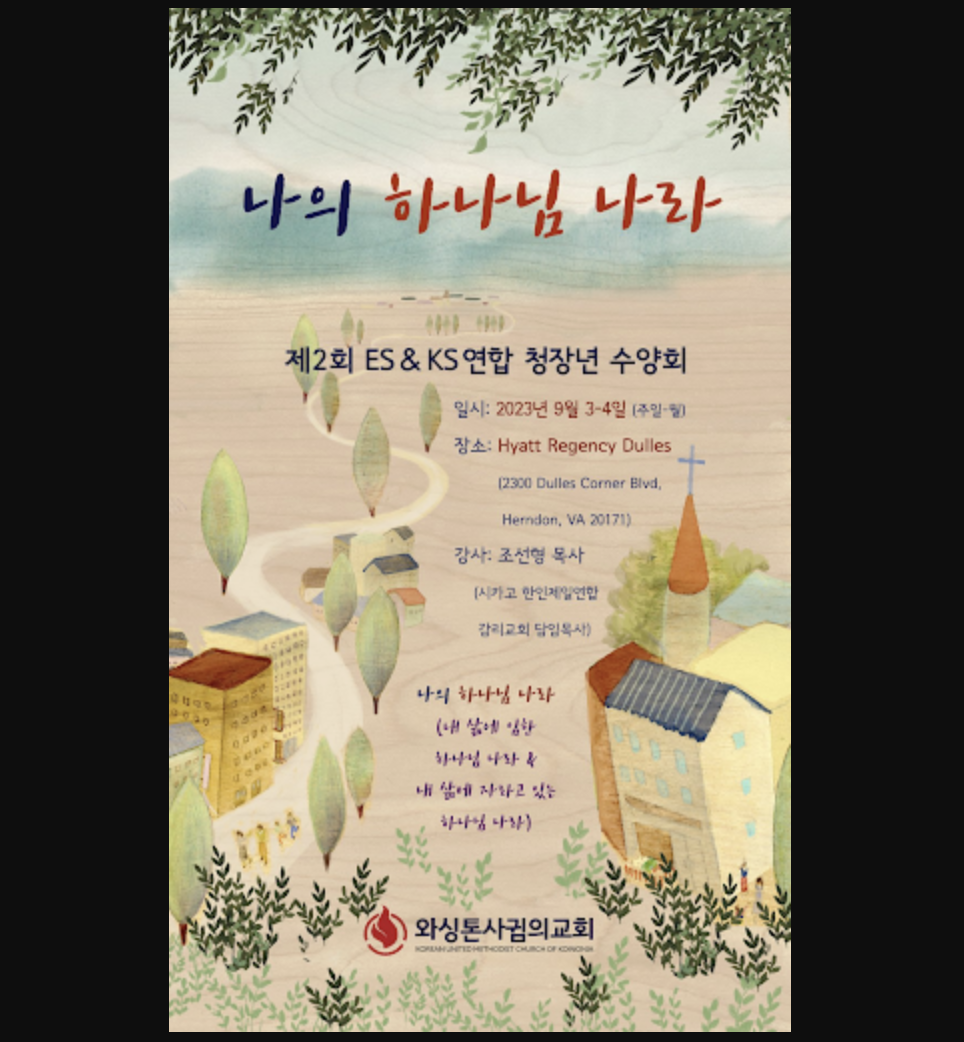 나의 하나님 나라
제2회 ES & KS연합 청장년 수양회
일시: 2023년 9월 3-4일 (주일-월)
장소: Hyatt Regency Dulles
(2300 Dulles Corner Blvd,
Herndon, VA 20171)
강사: 조선형 목사
(시카고 한인제일연합
감리교회 담임목사)
나의 하나님 나라
(내 삶에 임한
하나님 나라 &
내 삶에 자라고 있는
하나님 나라)
와싱톤사귐의교회
KOREAN UNITED METHODIST CHURCH OF KOINONIA